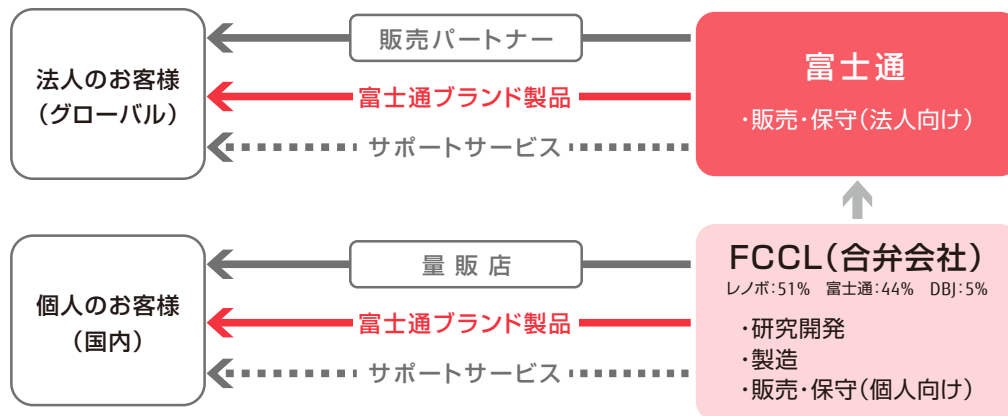 法人のお客様
（グローバル）
販売パートナー
富士通ブランド製品
サポートサービス
富士通
・販売・保守（法人向け）
個人のお客様
（国内）
量販店
富士通ブランド製品
サポートサービス
FCCL（合弁会社）
レノボ：51%　富士通：44%　DBJ：5%
・研究開発
・製造
・販売・保守（個人向け）